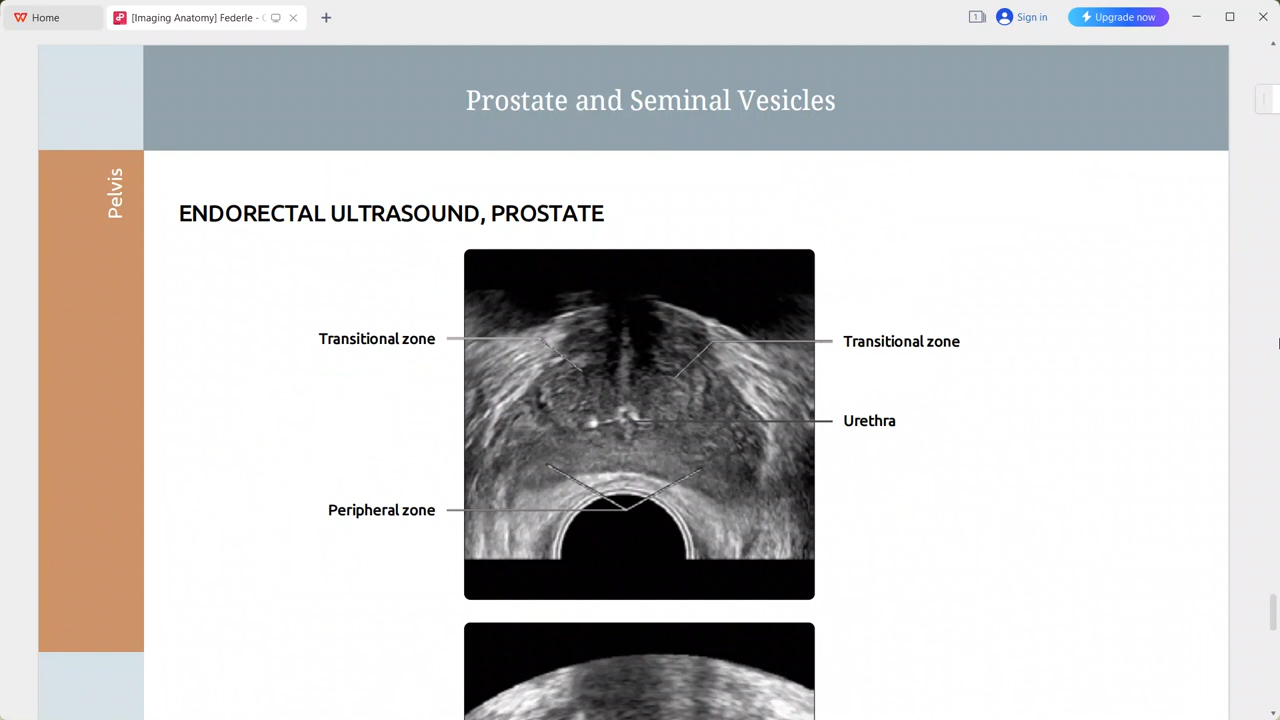 Home
[Imaging Anatomy] Federle -
1
Sign in
Upgrade now
Prostate and Seminal Vesicles
Pelvis
ENDORECTAL ULTRASOUND, PROSTATE
Transitional zone
Transitional zone
Urethra
Peripheral zone